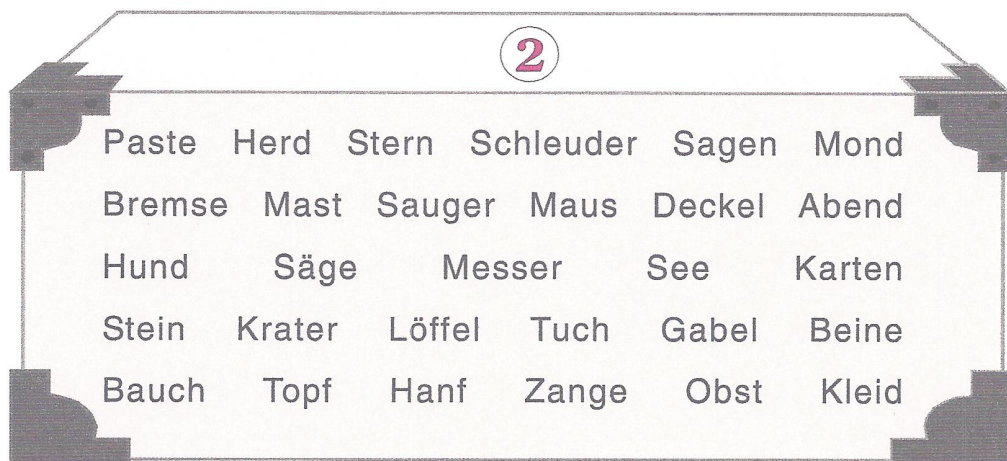 2
Paste Herd Stern Schleuder Sagen Mond
Bremse Mast Sauger Maus Deckel Abend
Hund Säge Messer See Karten
Stein Krater Löffel Tuch Gabel Beine
Bauch Topf Hanf Zange Obst Kleid